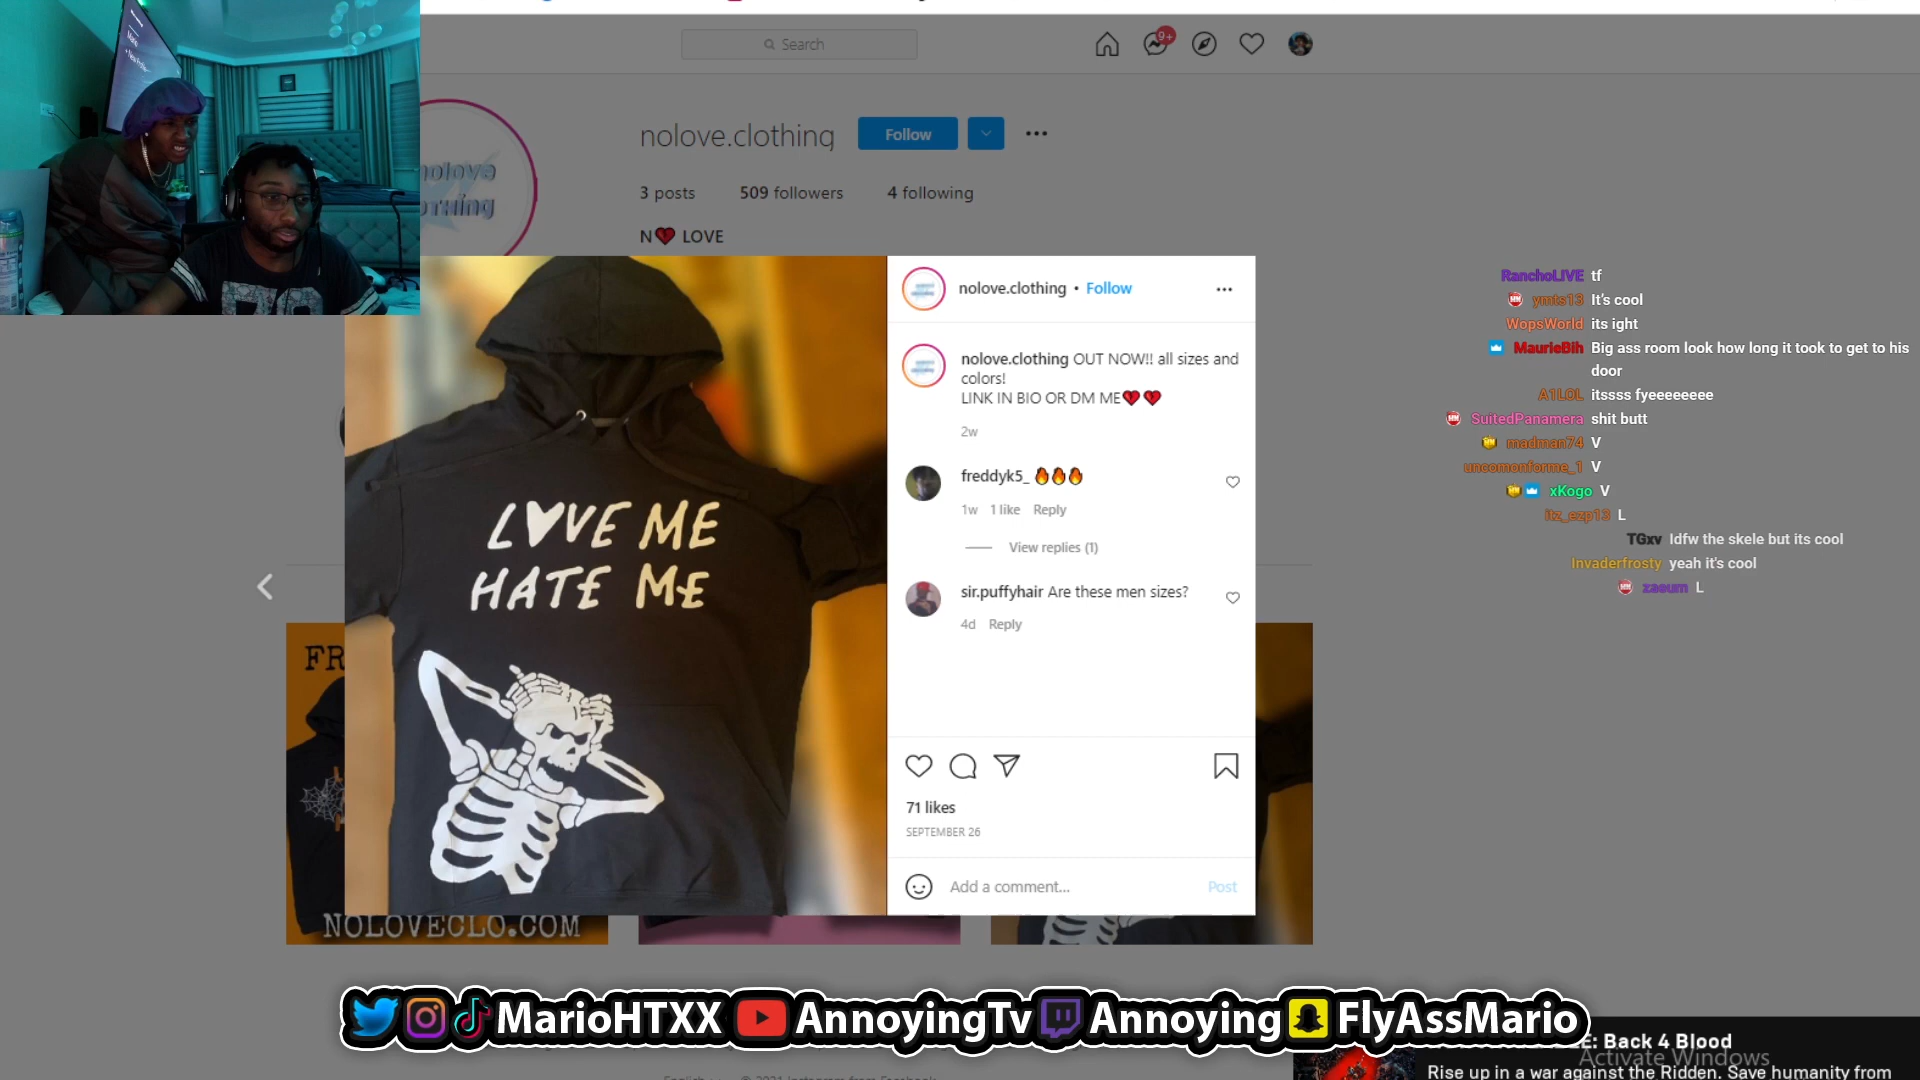 Search
9+
nolove.clothing
Follow
3 posts 509 followers 4 following
N💔 LOVE
nolove
nolove.clothing • Follow
nolove.clothing OUT NOW!! all sizes and
colors!
LINK IN BIO OR DM ME💔💔
2w
freddyk5_ 🔥🔥🔥
1w 1 like Reply
View replies (1)
sir.puffyhair Are these men sizes?
4d Reply
71 likes
SEPTEMBER 26
Add a comment... Post
LOVE ME
HATE ME
FR
NOLOVECLO.COM
RanchoLIVE tf
ymts13 It's cool
WopsWorld its ight
MaurieBih Big ass room look how long it took to get to his
door
A1LOL itssss fyeeeeeeee
SuitedPanamera shit butt
madman74 V
uncomonforme_1 V
xKogo V
itz_ezp13 L
TGxv Idfw the skele but its cool
Invaderfrosty yeah it's cool
zaoum L
MarioHTXX AnnoyingTv Annoying FlyAssMario
E: Back 4 Blood
Activate Windows
Rise up in a war against the Ridden. Save humanity from